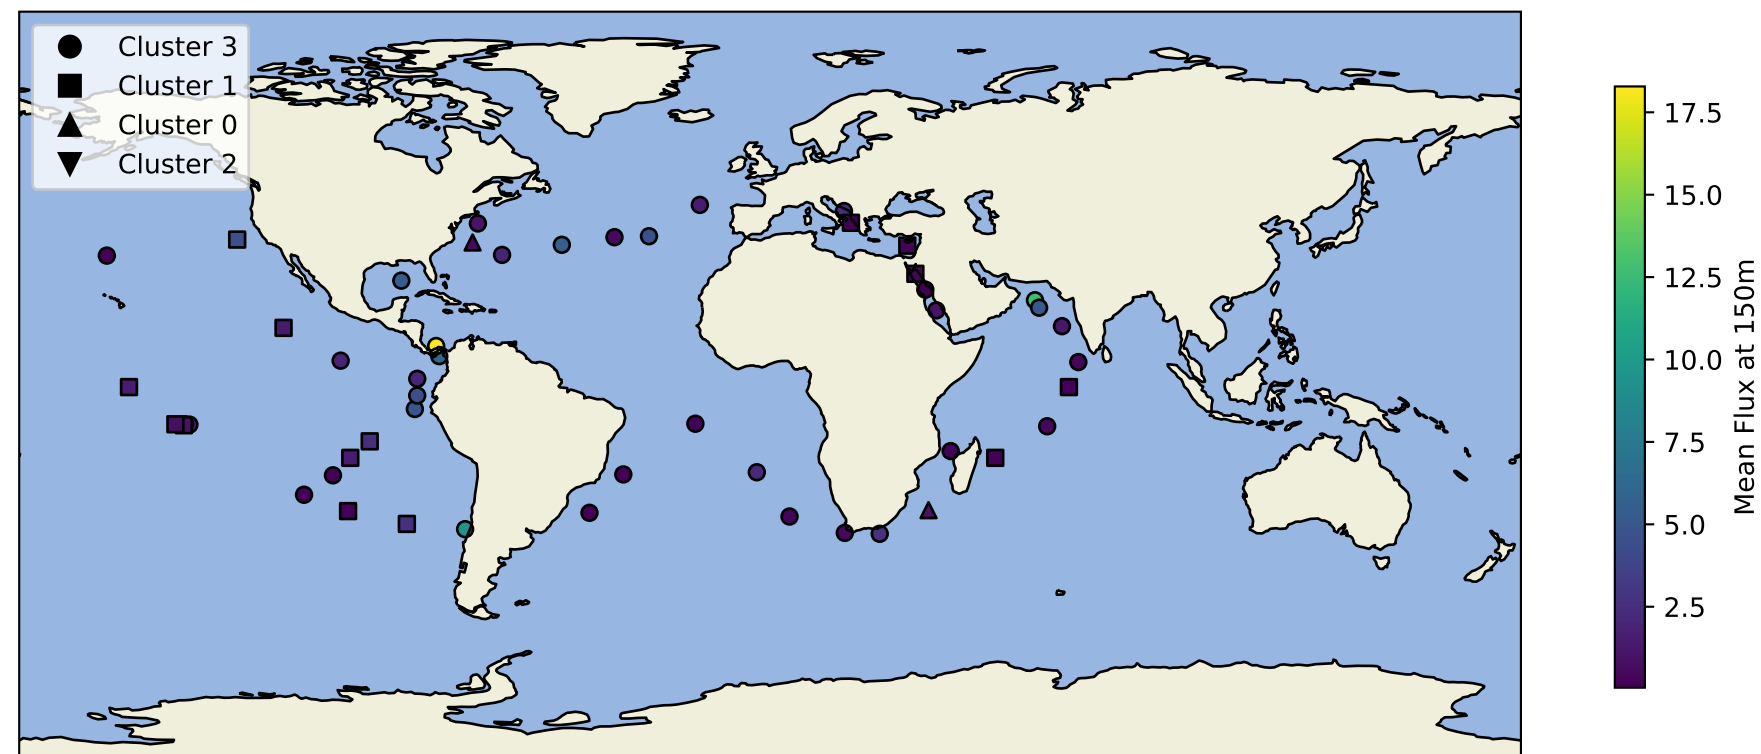 Cluster 3
Cluster 1
Cluster 0
Cluster 2
17.5
15.0
12.5
10.0
7.5
5.0
2.5
Mean Flux at 150m